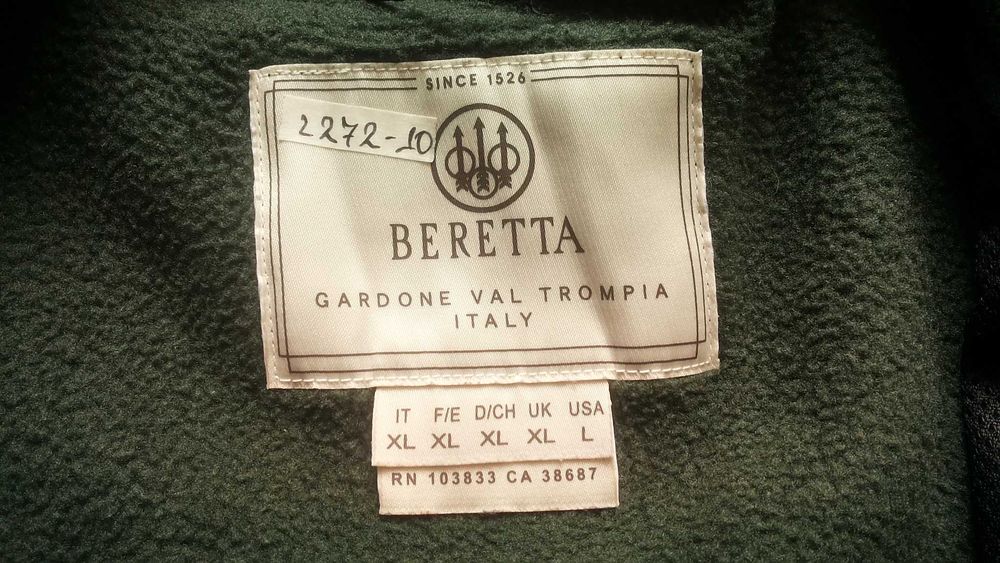 SINCE 1526
2272-10
BERETTA
GARDONE VAL TROMPIA
ITALY
IT F/E D/CH UK USA
XL XL XL XL L
RN 103833 CA 38687